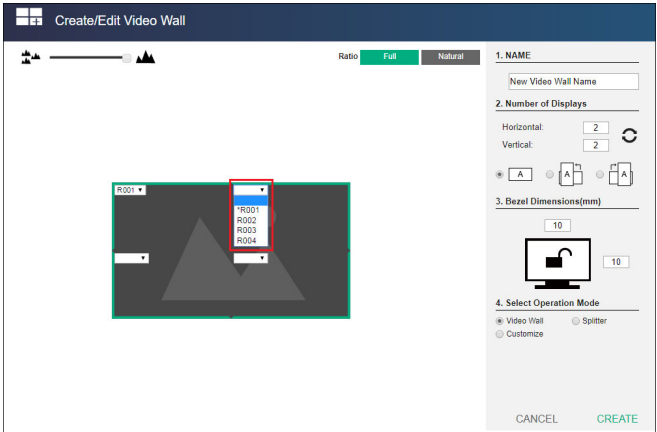 Create/Edit Video Wall
Ratio Full Natural
R001
*R001
R002
R003
R004
1. NAME
New Video Wall Name
2. Number of Displays
Horizontal: 2
Vertical: 2
A A A
3. Bezel Dimensions(mm)
10
10
4. Select Operation Mode
Video Wall Splitter
Customize
CANCEL CREATE